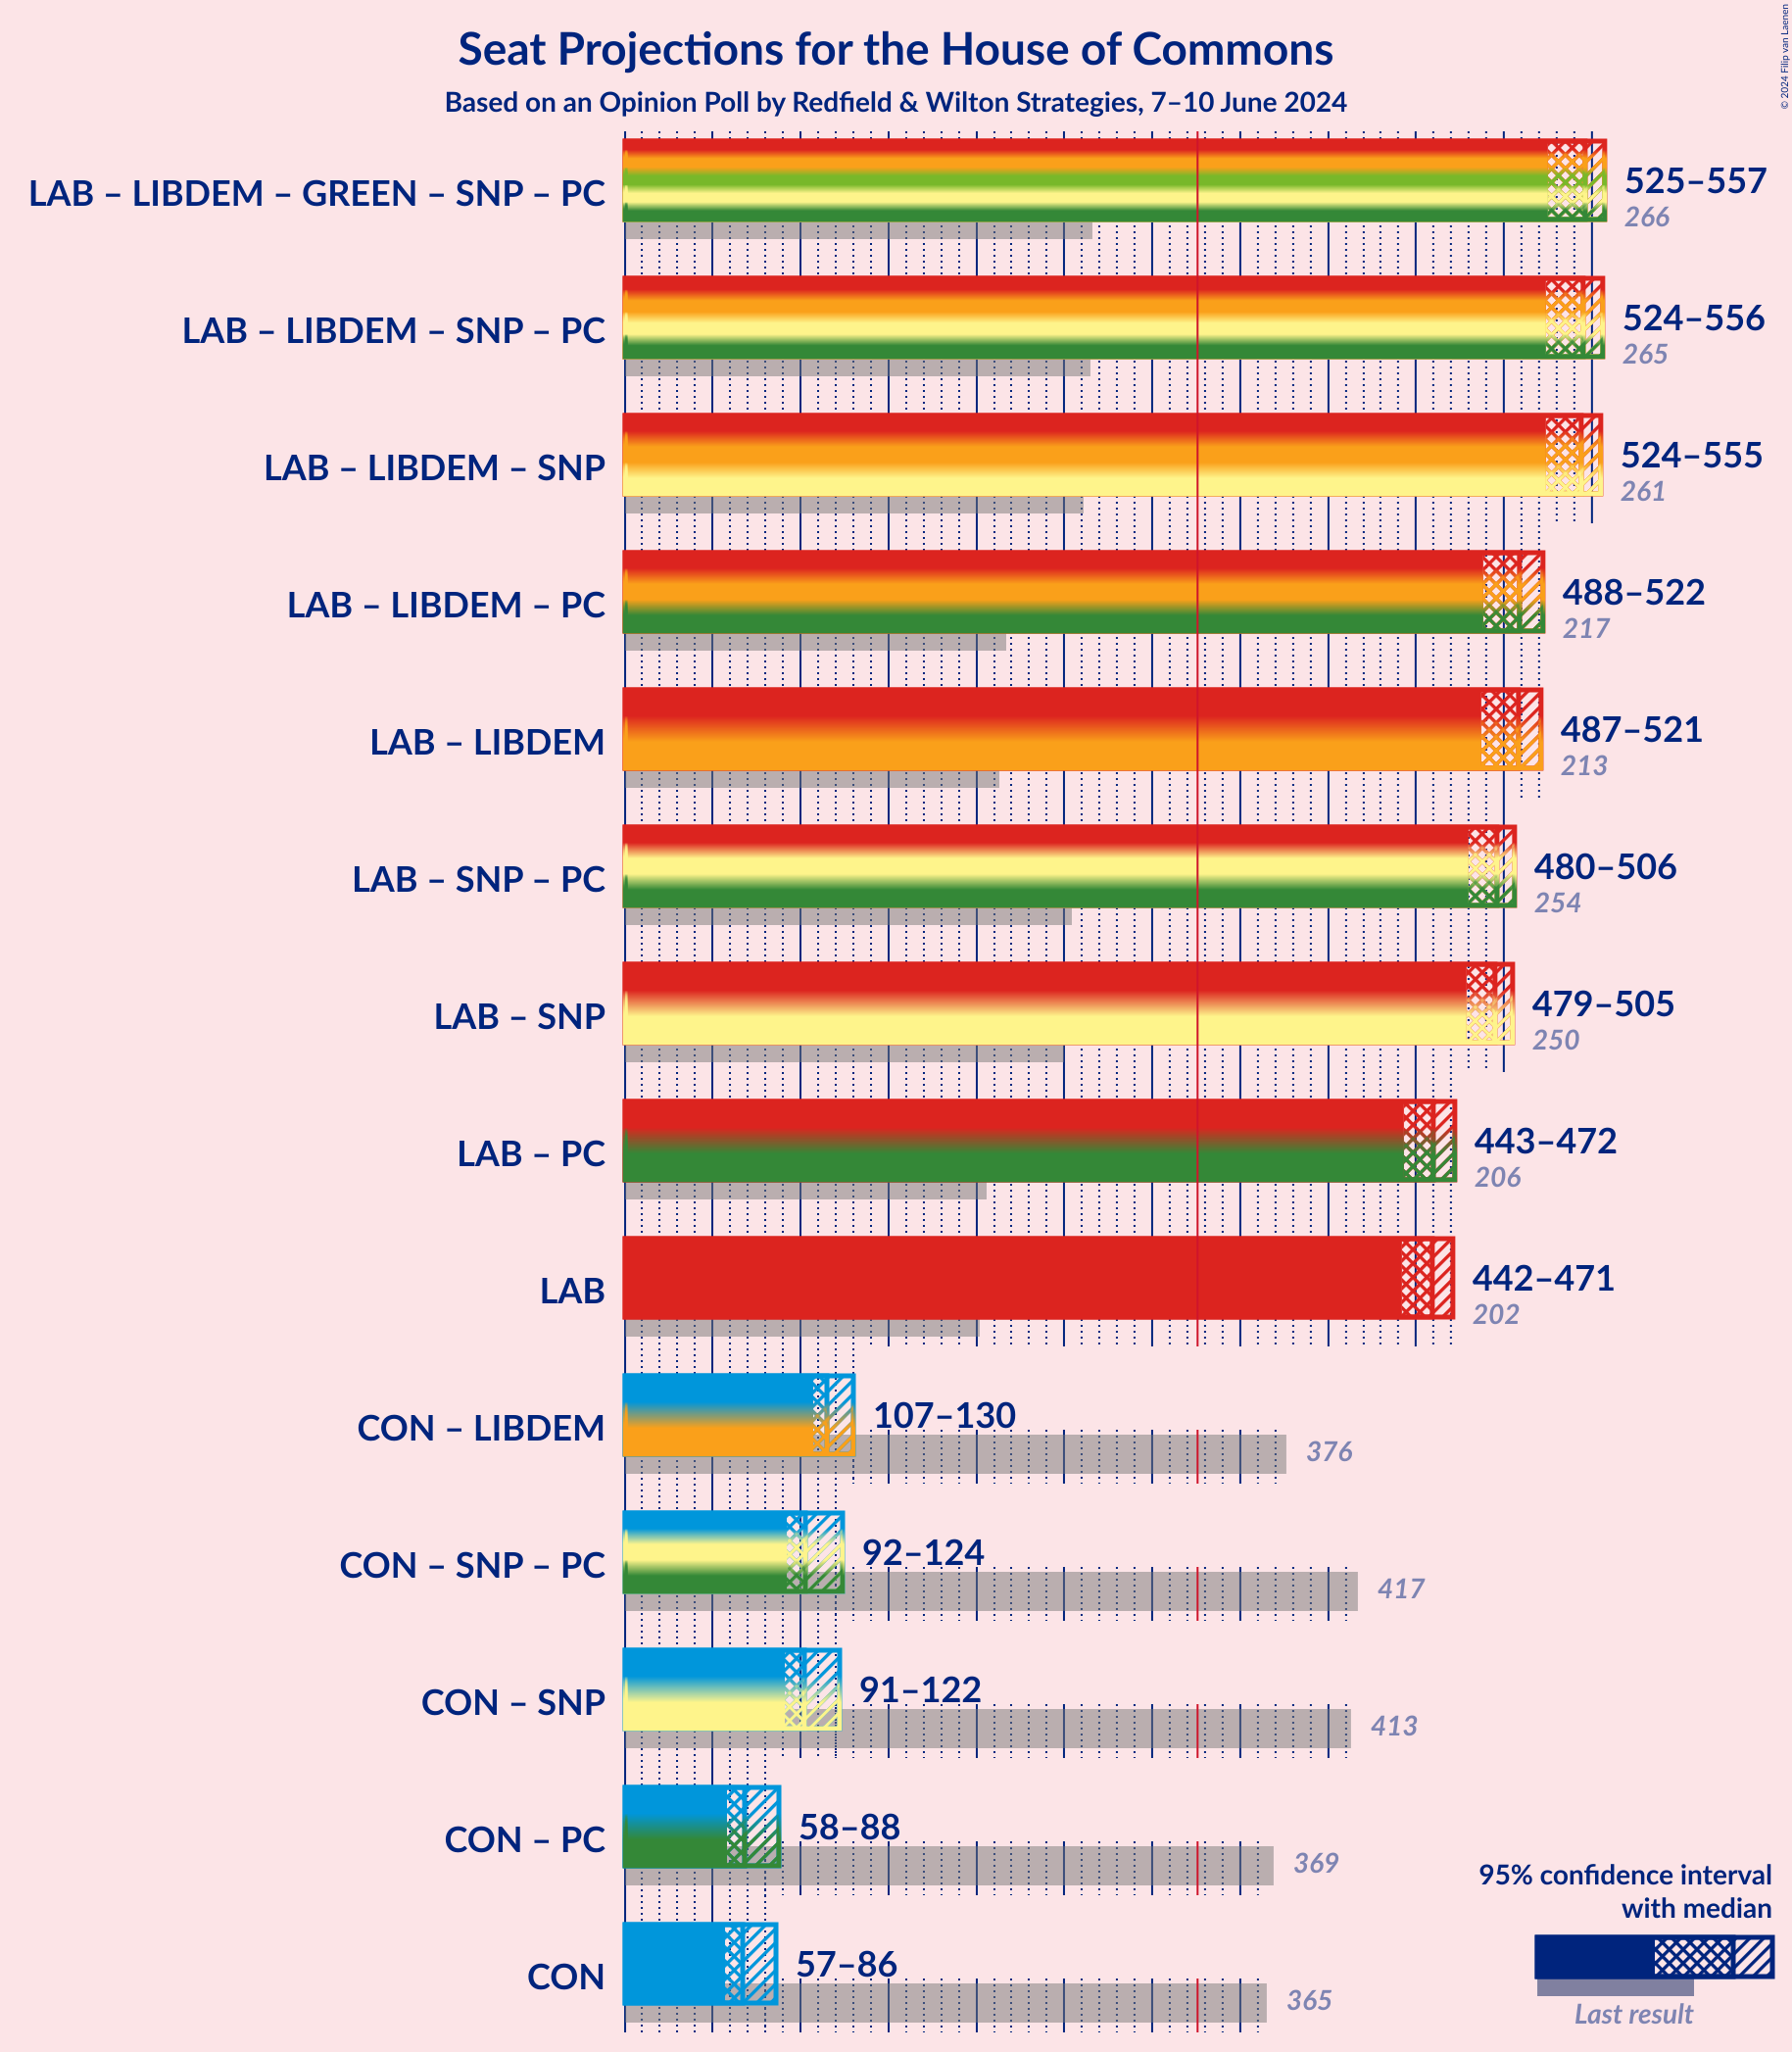 Seat Projections for the House of Commons
Based on an Opinion Poll by Redfield & Wilton Strategies, 7–10 June 2024
© 2024 Filip van Laenen
LAB – LIBDEM – GREEN – SNP – PC
525–557
266
LAB – LIBDEM – SNP – PC
524–556
265
LAB – LIBDEM – SNP
524–555
261
LAB – LIBDEM – PC
488–522
217
LAB – LIBDEM
487–521
213
LAB – SNP – PC
480–506
254
LAB – SNP
479–505
250
LAB – PC
443–472
206
LAB
442–471
202
CON – LIBDEM
107–130
376
CON – SNP – PC
92–124
417
CON – SNP
91–122
413
CON – PC
58–88
369
CON
57–86
365
95% confidence interval
with median
Last result